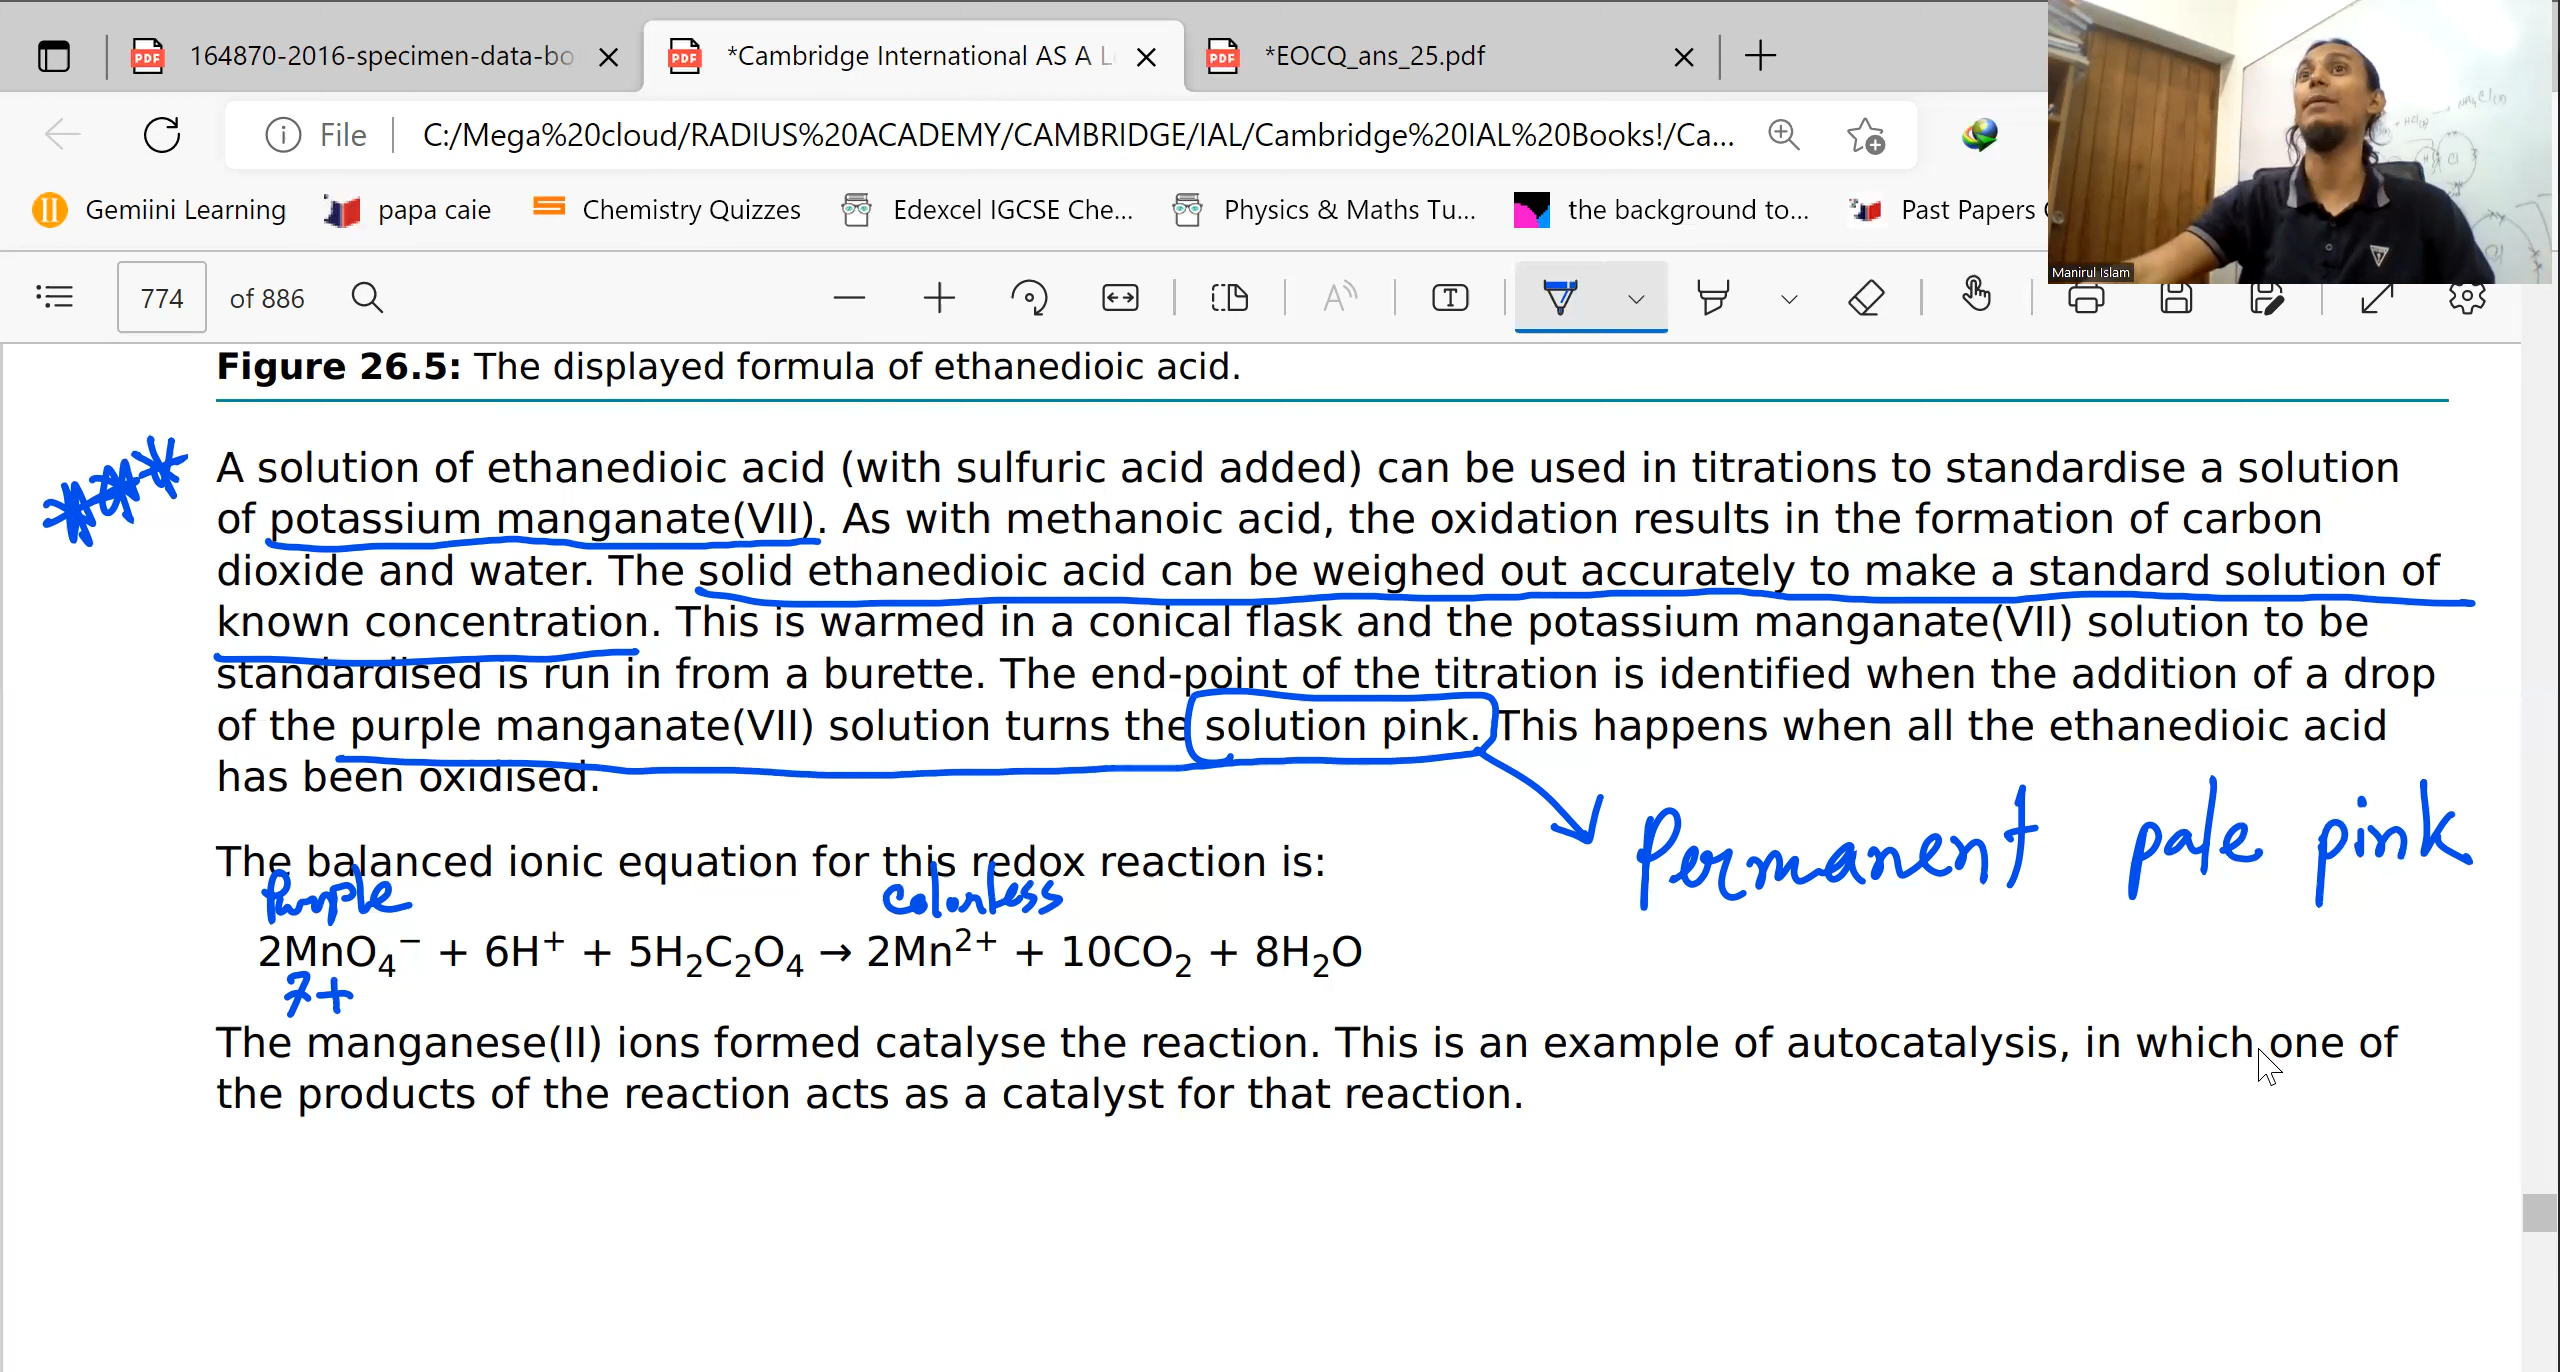 164870-2016-specimen-data-bo
*Cambridge International AS A L
*EOCQ_ans_25.pdf
File
C:/Mega%20cloud/RADIUS%20ACADEMY/CAMBRIDGE/IAL/Cambridge%20IAL%20Books!/Ca...
Gemiini Learning
papa caie
Chemistry Quizzes
Edexcel IGCSE Che...
Physics & Maths Tu...
the background to...
Past Papers
Manirul Islam
774 of 886
Figure 26.5: The displayed formula of ethanedioic acid.
A solution of ethanedioic acid (with sulfuric acid added) can be used in titrations to standardise a solution
of potassium manganate(VII). As with methanoic acid, the oxidation results in the formation of carbon
dioxide and water. The solid ethanedioic acid can be weighed out accurately to make a standard solution of
known concentration. This is warmed in a conical flask and the potassium manganate(VII) solution to be
standardised is run in from a burette. The end-point of the titration is identified when the addition of a drop
of the purple manganate(VII) solution turns the solution pink. This happens when all the ethanedioic acid
has been oxidised.
Permanent pale pink
The balanced ionic equation for this redox reaction is:
Purple colorless
2MnO₄⁻ + 6H⁺ + 5H₂C₂O₄ → 2Mn²⁺ + 10CO₂ + 8H₂O
7+
The manganese(II) ions formed catalyse the reaction. This is an example of autocatalysis, in which one of
the products of the reaction acts as a catalyst for that reaction.